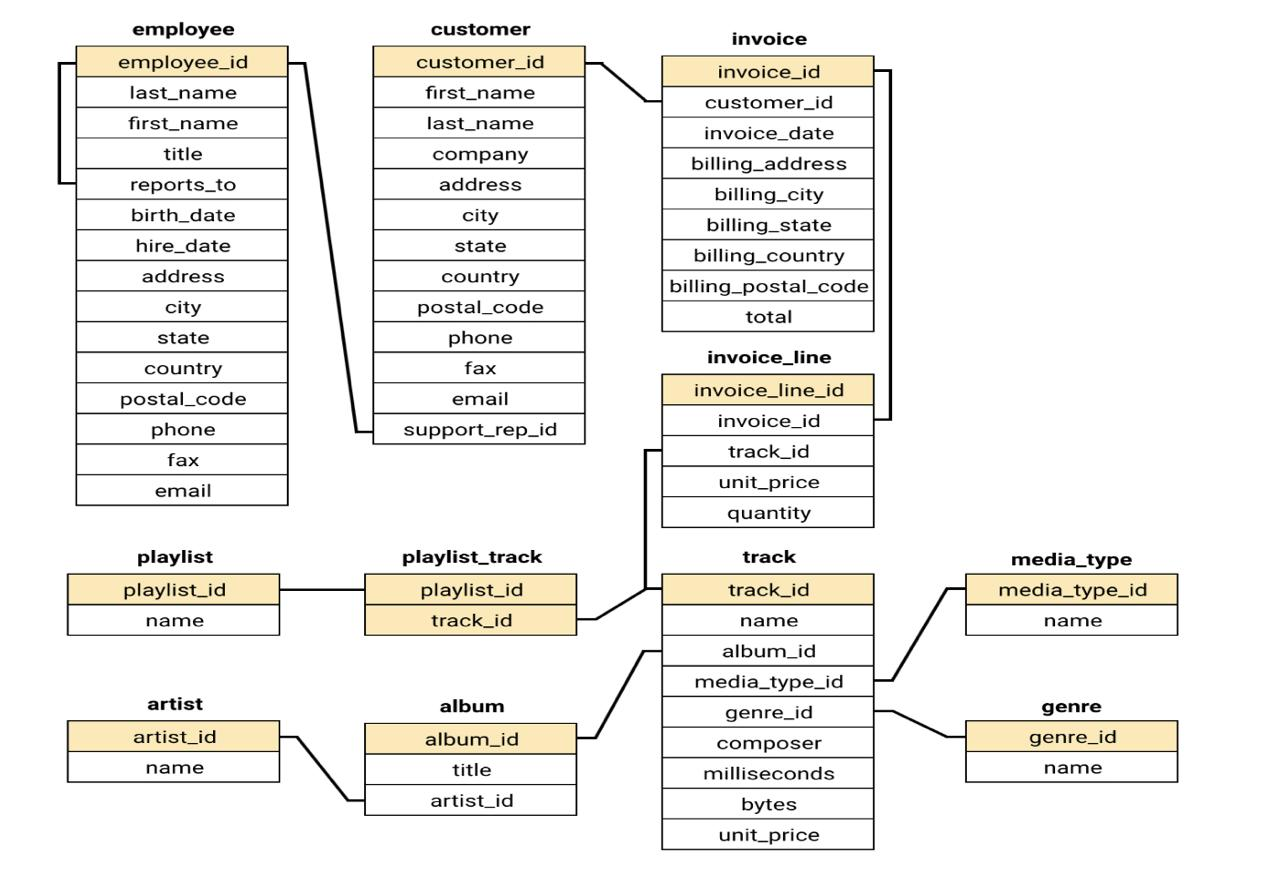 employee
employee_id
last_name
first_name
title
reports_to
birth_date
hire_date
address
city
state
country
postal_code
phone
fax
email
customer
customer_id
first_name
last_name
company
address
city
state
country
postal_code
phone
fax
email
support_rep_id
invoice
invoice_id
customer_id
invoice_date
billing_address
billing_city
billing_state
billing_country
billing_postal_code
total
invoice_line
invoice_line_id
invoice_id
track_id
unit_price
quantity
playlist
playlist_id
name
playlist_track
playlist_id
track_id
track
track_id
name
album_id
media_type_id
genre_id
composer
milliseconds
bytes
unit_price
media_type
media_type_id
name
artist
artist_id
name
album
album_id
title
artist_id
genre
genre_id
name